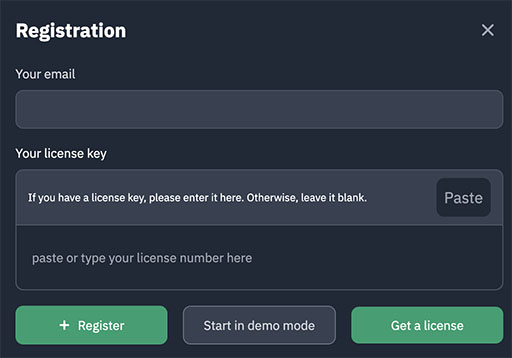 Registration
Your email
Your license key
If you have a license key, please enter it here. Otherwise, leave it blank.
Paste
paste or type your license number here
+ Register
Start in demo mode
Get a license